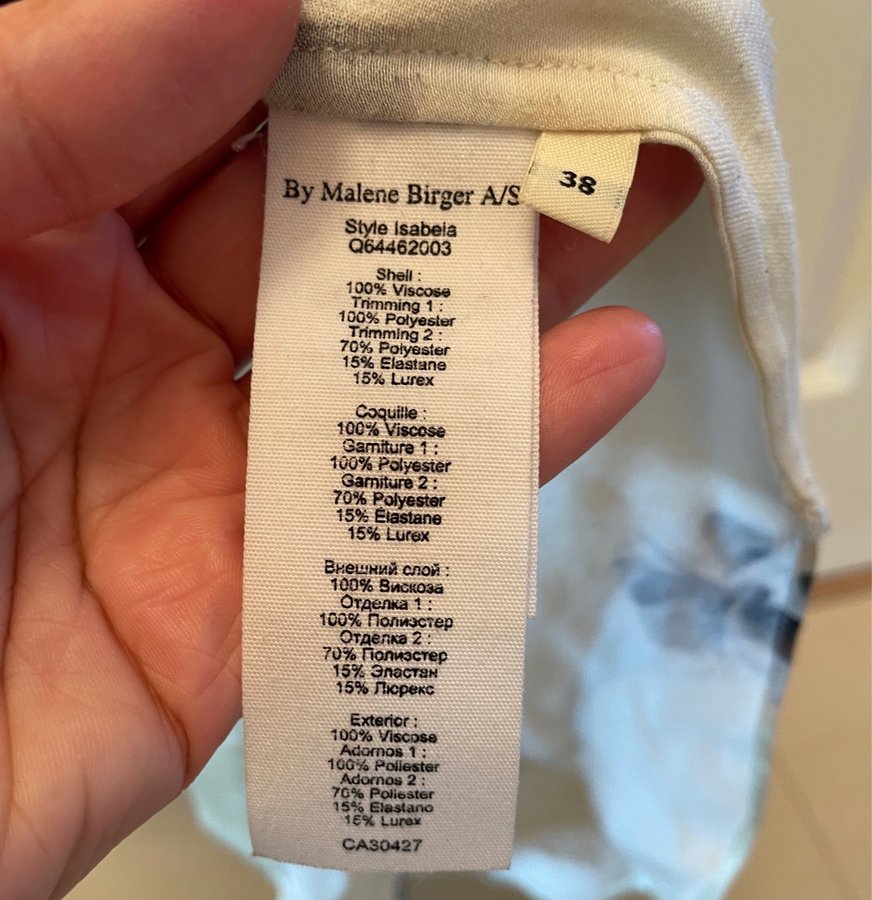 By Malene Birger A/S
38
Style Isabela
Q64462003
Shell :
100% Viscose
Trimming 1 :
100% Polyester
Trimming 2 :
70% Polyester
15% Elastane
15% Lurex
Coquille :
100% Viscose
Garniture 1 :
100% Polyester
Garniture 2 :
70% Polyester
15% Élastane
15% Lurex
Внешний слой :
100% Вискоза
Отделка 1 :
100% Полиэстер
Отделка 2 :
70% Полиэстер
15% Эластан
15% Люрекс
Exterior :
100% Viscose
Adornos 1 :
100% Poliester
Adornos 2 :
70% Poliester
15% Elastano
15% Lurex
CA30427